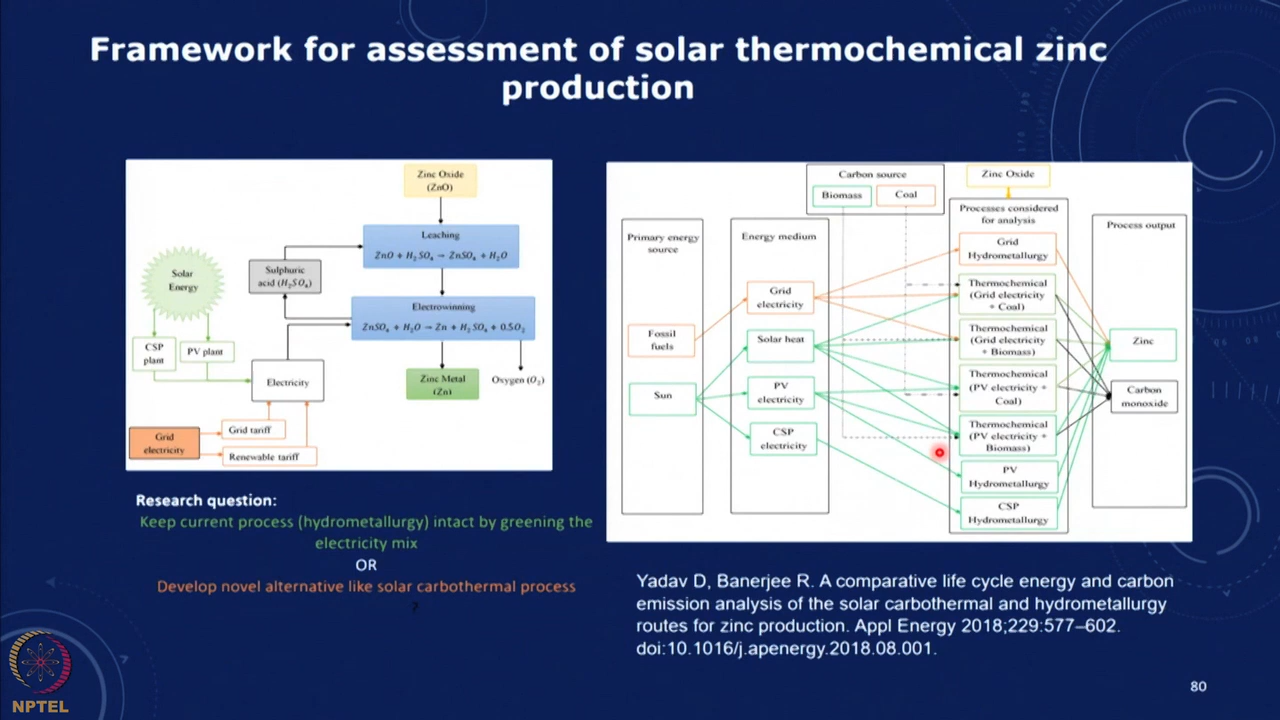 Framework for assessment of solar thermochemical zinc
production
Zinc Oxide
(ZnO)
Leaching
ZnO + H₂SO₄ → ZnSO₄ + H₂O
Solar
Energy
Sulphuric
acid (H₂SO₄)
Electrowinning
ZnSO₄ + H₂O → Zn + H₂SO₄ + 0.5O₂
CSP
plant
PV plant
Electricity
Zinc Metal
(Zn)
Oxygen (O₂)
Grid
electricity
Grid tariff
Renewable tariff
Research question:
Keep current process (hydrometallurgy) intact by greening the
electricity mix
OR
Develop novel alternative like solar carbothermal process
?
Carbon source
Biomass
Coal
Zinc Oxide
Primary energy
source
Energy medium
Processes considered
for analysis
Process output
Fossil
fuels
Sun
Grid
electricity
Solar heat
PV
electricity
CSP
electricity
Grid
Hydrometallurgy
Thermochemical
(Grid electricity
+ Coal)
Thermochemical
(Grid electricity
+ Biomass)
Thermochemical
(PV electricity +
Coal)
Thermochemical
(PV electricity +
Biomass)
PV
Hydrometallurgy
CSP
Hydrometallurgy
Zinc
Carbon
monoxide
Yadav D, Banerjee R. A comparative life cycle energy and carbon
emission analysis of the solar carbothermal and hydrometallurgy
routes for zinc production. Appl Energy 2018;229:577–602.
doi:10.1016/j.apenergy.2018.08.001.
NPTEL
80